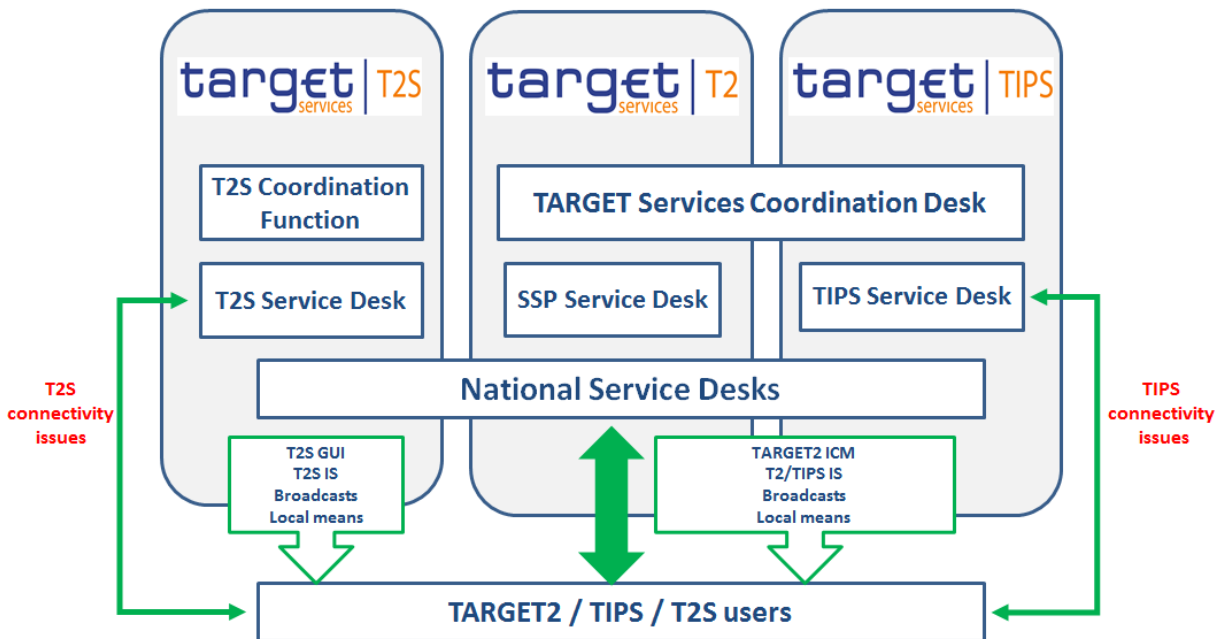 target | T2S
services
target | T2
services
target | TIPS
services
T2S Coordination
Function
TARGET Services Coordination Desk
T2S Service Desk
SSP Service Desk
TIPS Service Desk
National Service Desks
T2S
connectivity
issues
TIPS
connectivity
issues
T2S GUI
T2S IS
Broadcasts
Local means
TARGET2 ICM
T2/TIPS IS
Broadcasts
Local means
TARGET2 / TIPS / T2S users